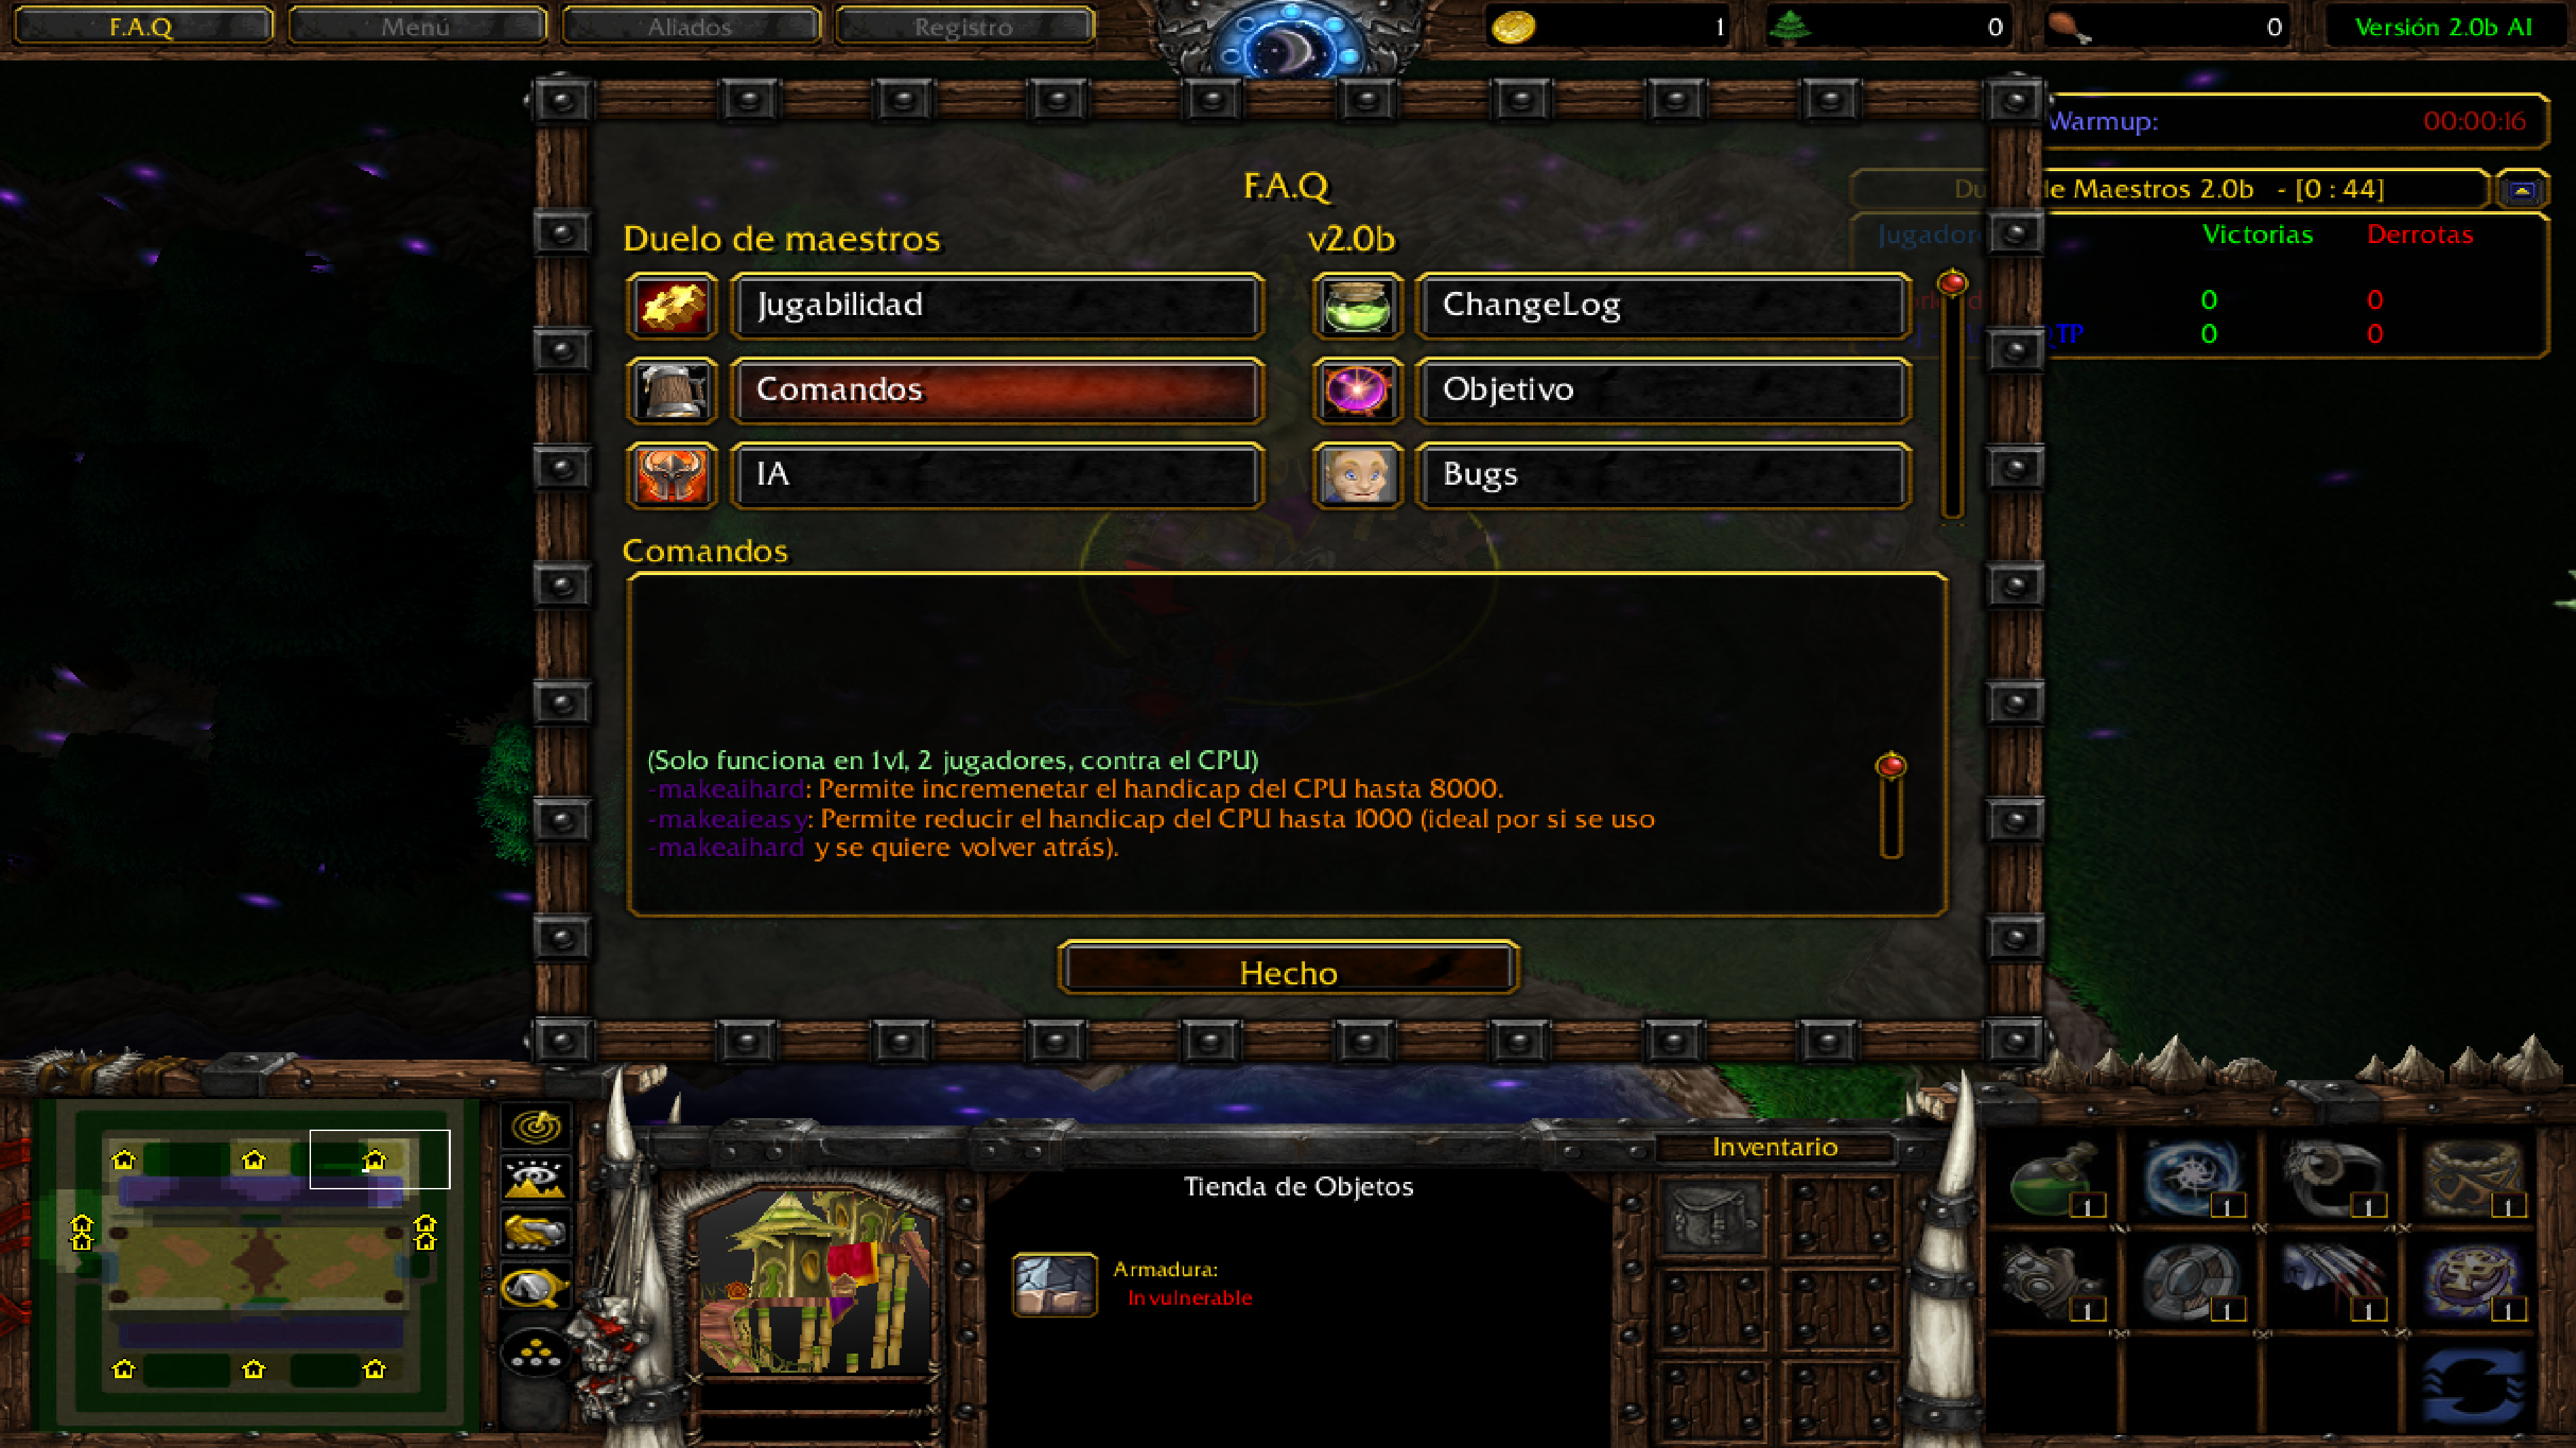 F.A.Q
Menú
Aliados
Registro
1
0
0
Versión 2.0b AI
Warmup:
00:00:16
de Maestros 2.0b - [0 : 44]
Victorias
Derrotas
0
0
0
0
F.A.Q
Duelo de maestros
v2.0b
Jugabilidad
ChangeLog
Comandos
Objetivo
IA
Bugs
Comandos
(Solo funciona en 1v1, 2 jugadores, contra el CPU)
-makeaihard: Permite incremenetar el handicap del CPU hasta 8000.
-makeaieasy: Permite reducir el handicap del CPU hasta 1000 (ideal por si se uso
-makeaihard y se quiere volver atrás).
Hecho
Tienda de Objetos
Armadura:
Invulnerable
Inventario
1
1
1
1
1
1
1
1